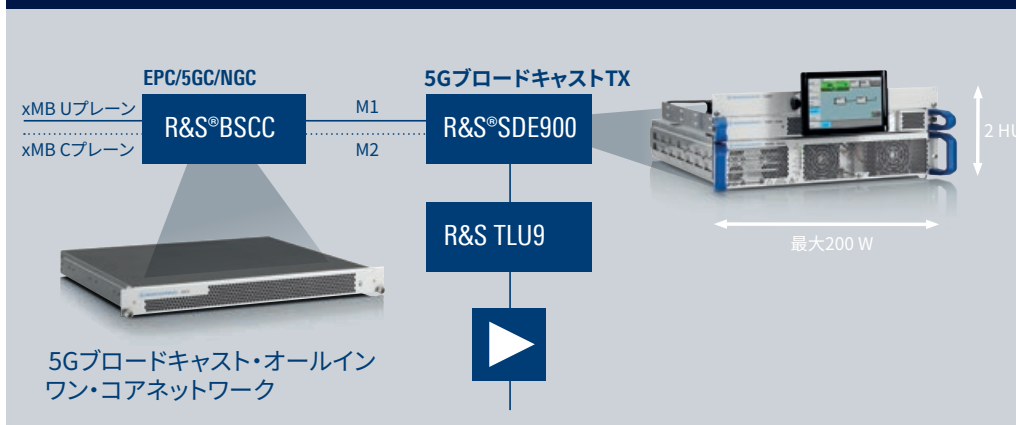 EPC/5GC/NGC
5GブロードキャストTX
xMB Uプレーン
R&S®BSCC
M1
R&S®SDE900
xMB Cプレーン
M2
2 HU
R&S TLU9
最大200 W
5Gブロードキャスト・オールイン
ワン・コアネットワーク